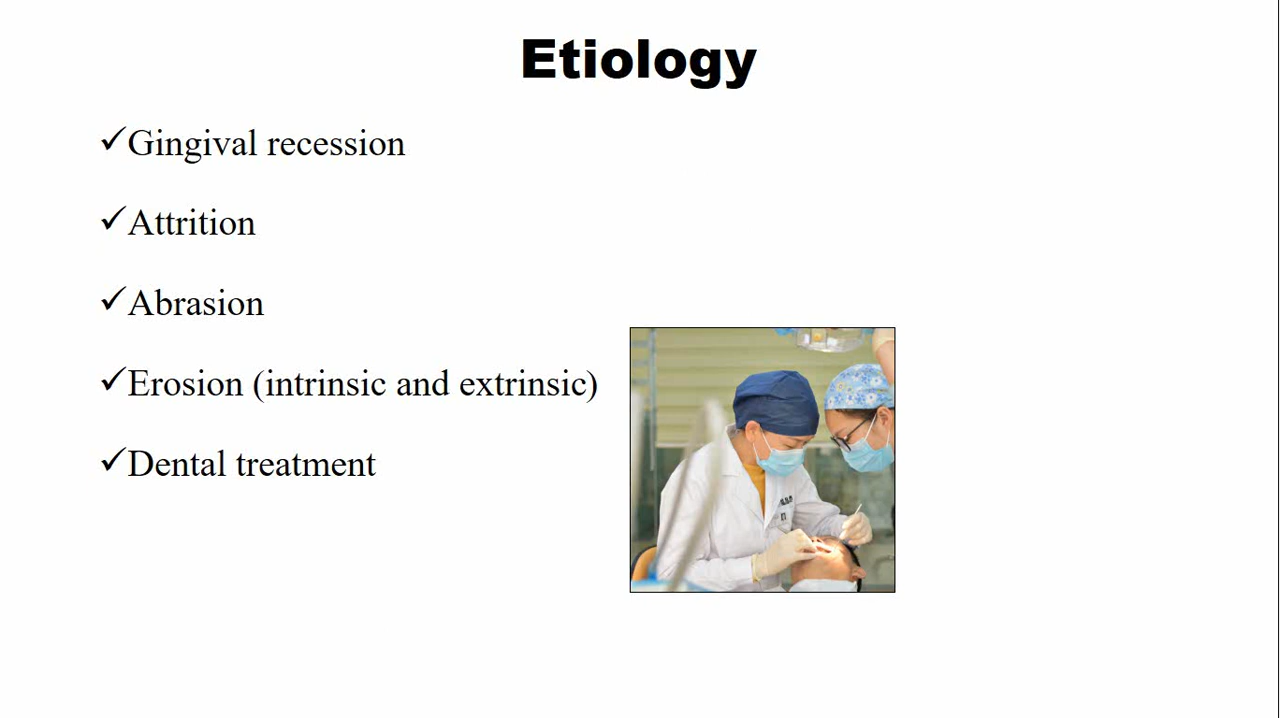 Etiology
✓Gingival recession
✓Attrition
✓Abrasion
✓Erosion (intrinsic and extrinsic)
✓Dental treatment